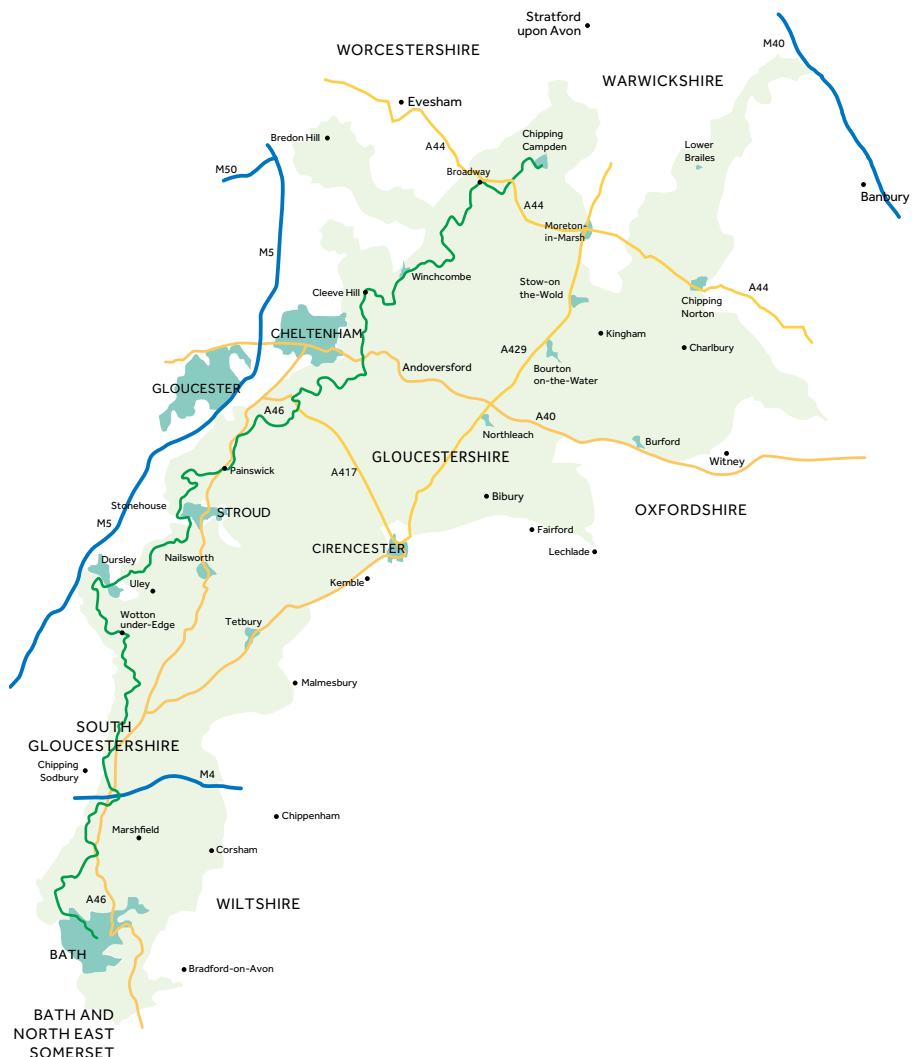 Stratford
upon Avon
M40
WORCESTERSHIRE
WARWICKSHIRE
Evesham
Bredon Hill
A44
Chipping
Campden
Lower
Brailes
M50
Broadway
Banbury
A44
Moreton-
in-Marsh
M5
Winchcombe
Cleeve Hill
Stow-on
the-Wold
A44
Chipping
Norton
CHELTENHAM
Kingham
Charlbury
A429
Andoversford
Bourton
on-the-Water
GLOUCESTER
A46
A40
Northleach
Burford
GLOUCESTERSHIRE
Witney
Painswick
A417
Bibury
Stonehouse
STROUD
OXFORDSHIRE
M5
Fairford
CIRENCESTER
Lechlade
Dursley
Nailsworth
Uley
Kemble
Wotton
under-Edge
Tetbury
Malmesbury
SOUTH
GLOUCESTERSHIRE
Chipping
Sodbury
M4
Chippenham
Marshfield
Corsham
A46
WILTSHIRE
BATH
Bradford-on-Avon
BATH AND
NORTH EAST
SOMERSET